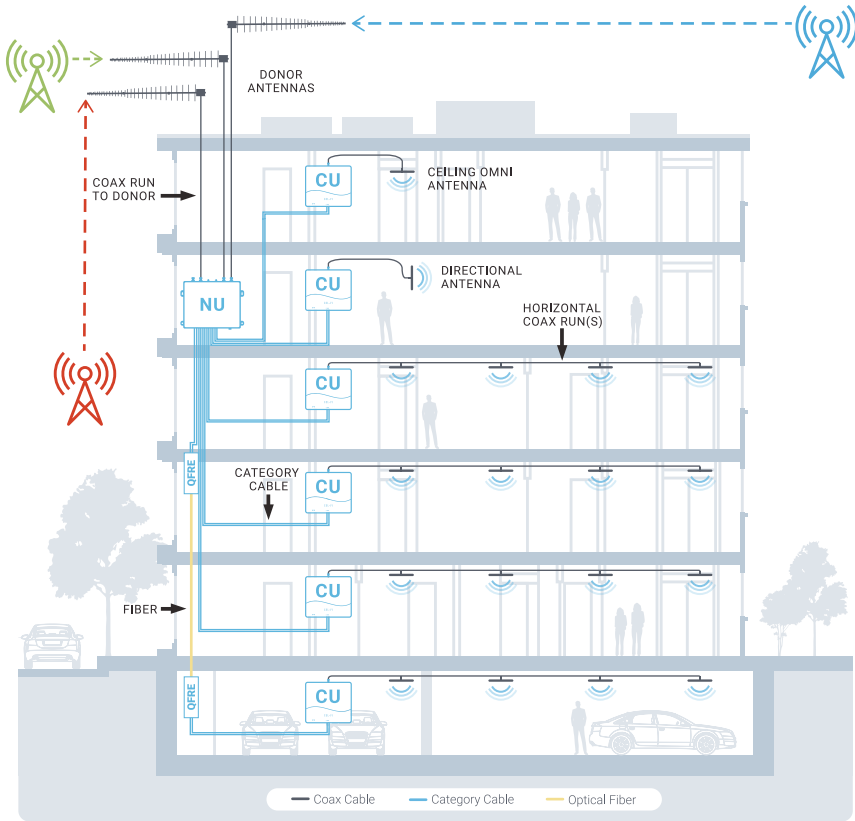 DONOR
ANTENNAS
COAX RUN
TO DONOR
CU
CEILING OMNI
ANTENNA
NU
CU
DIRECTIONAL
ANTENNA
HORIZONTAL
COAX RUN(S)
CU
QFRE
CATEGORY
CABLE
CU
FIBER
CU
QFRE
CU
Coax Cable
Category Cable
Optical Fiber